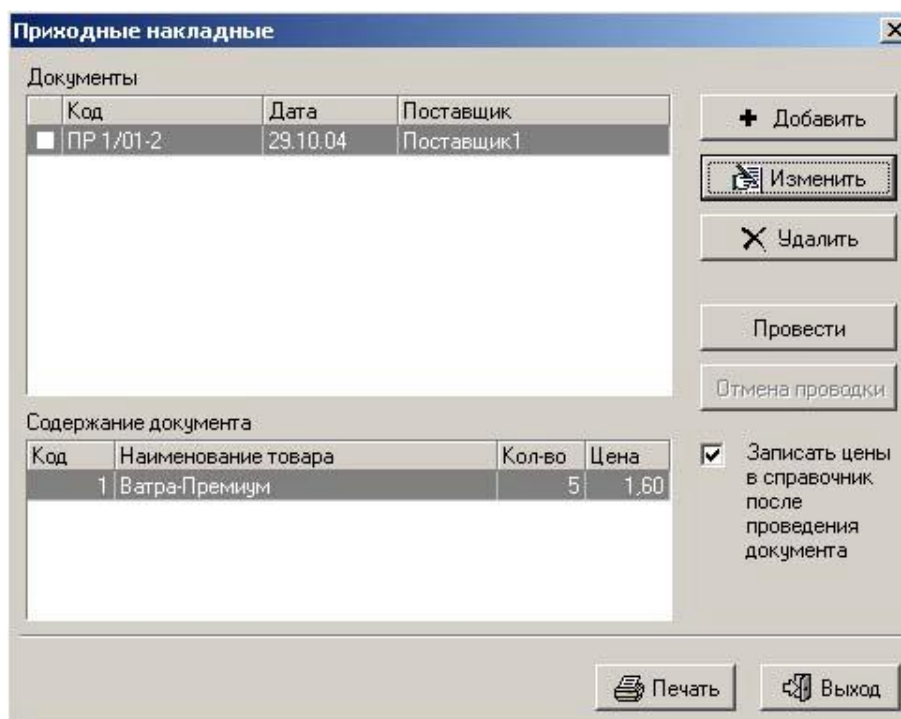 Приходные накладные
Документы
Код Дата Поставщик
ПР 1/01-2 29.10.04 Поставщик1
Добавить
Изменить
Удалить
Провести
Отмена проводки
Содержание документа
Код Наименование товара Кол-во Цена
1 Ватра-Премиум 5 1,60
Записать цены
в справочник
после
проведения
документа
Печать Выход